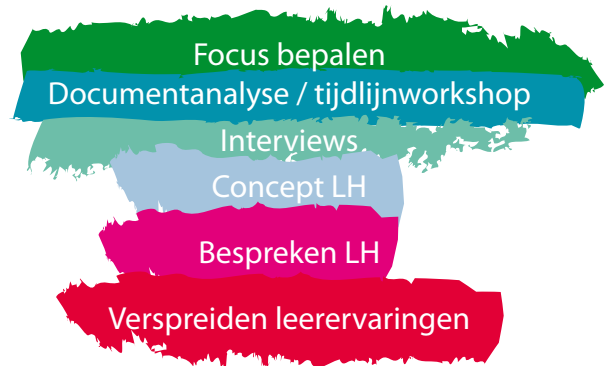 Focus bepalen
Documentanalyse / tijdlijnworkshop
Interviews
Concept LH
Bespreken LH
Verspreiden leerervaringen